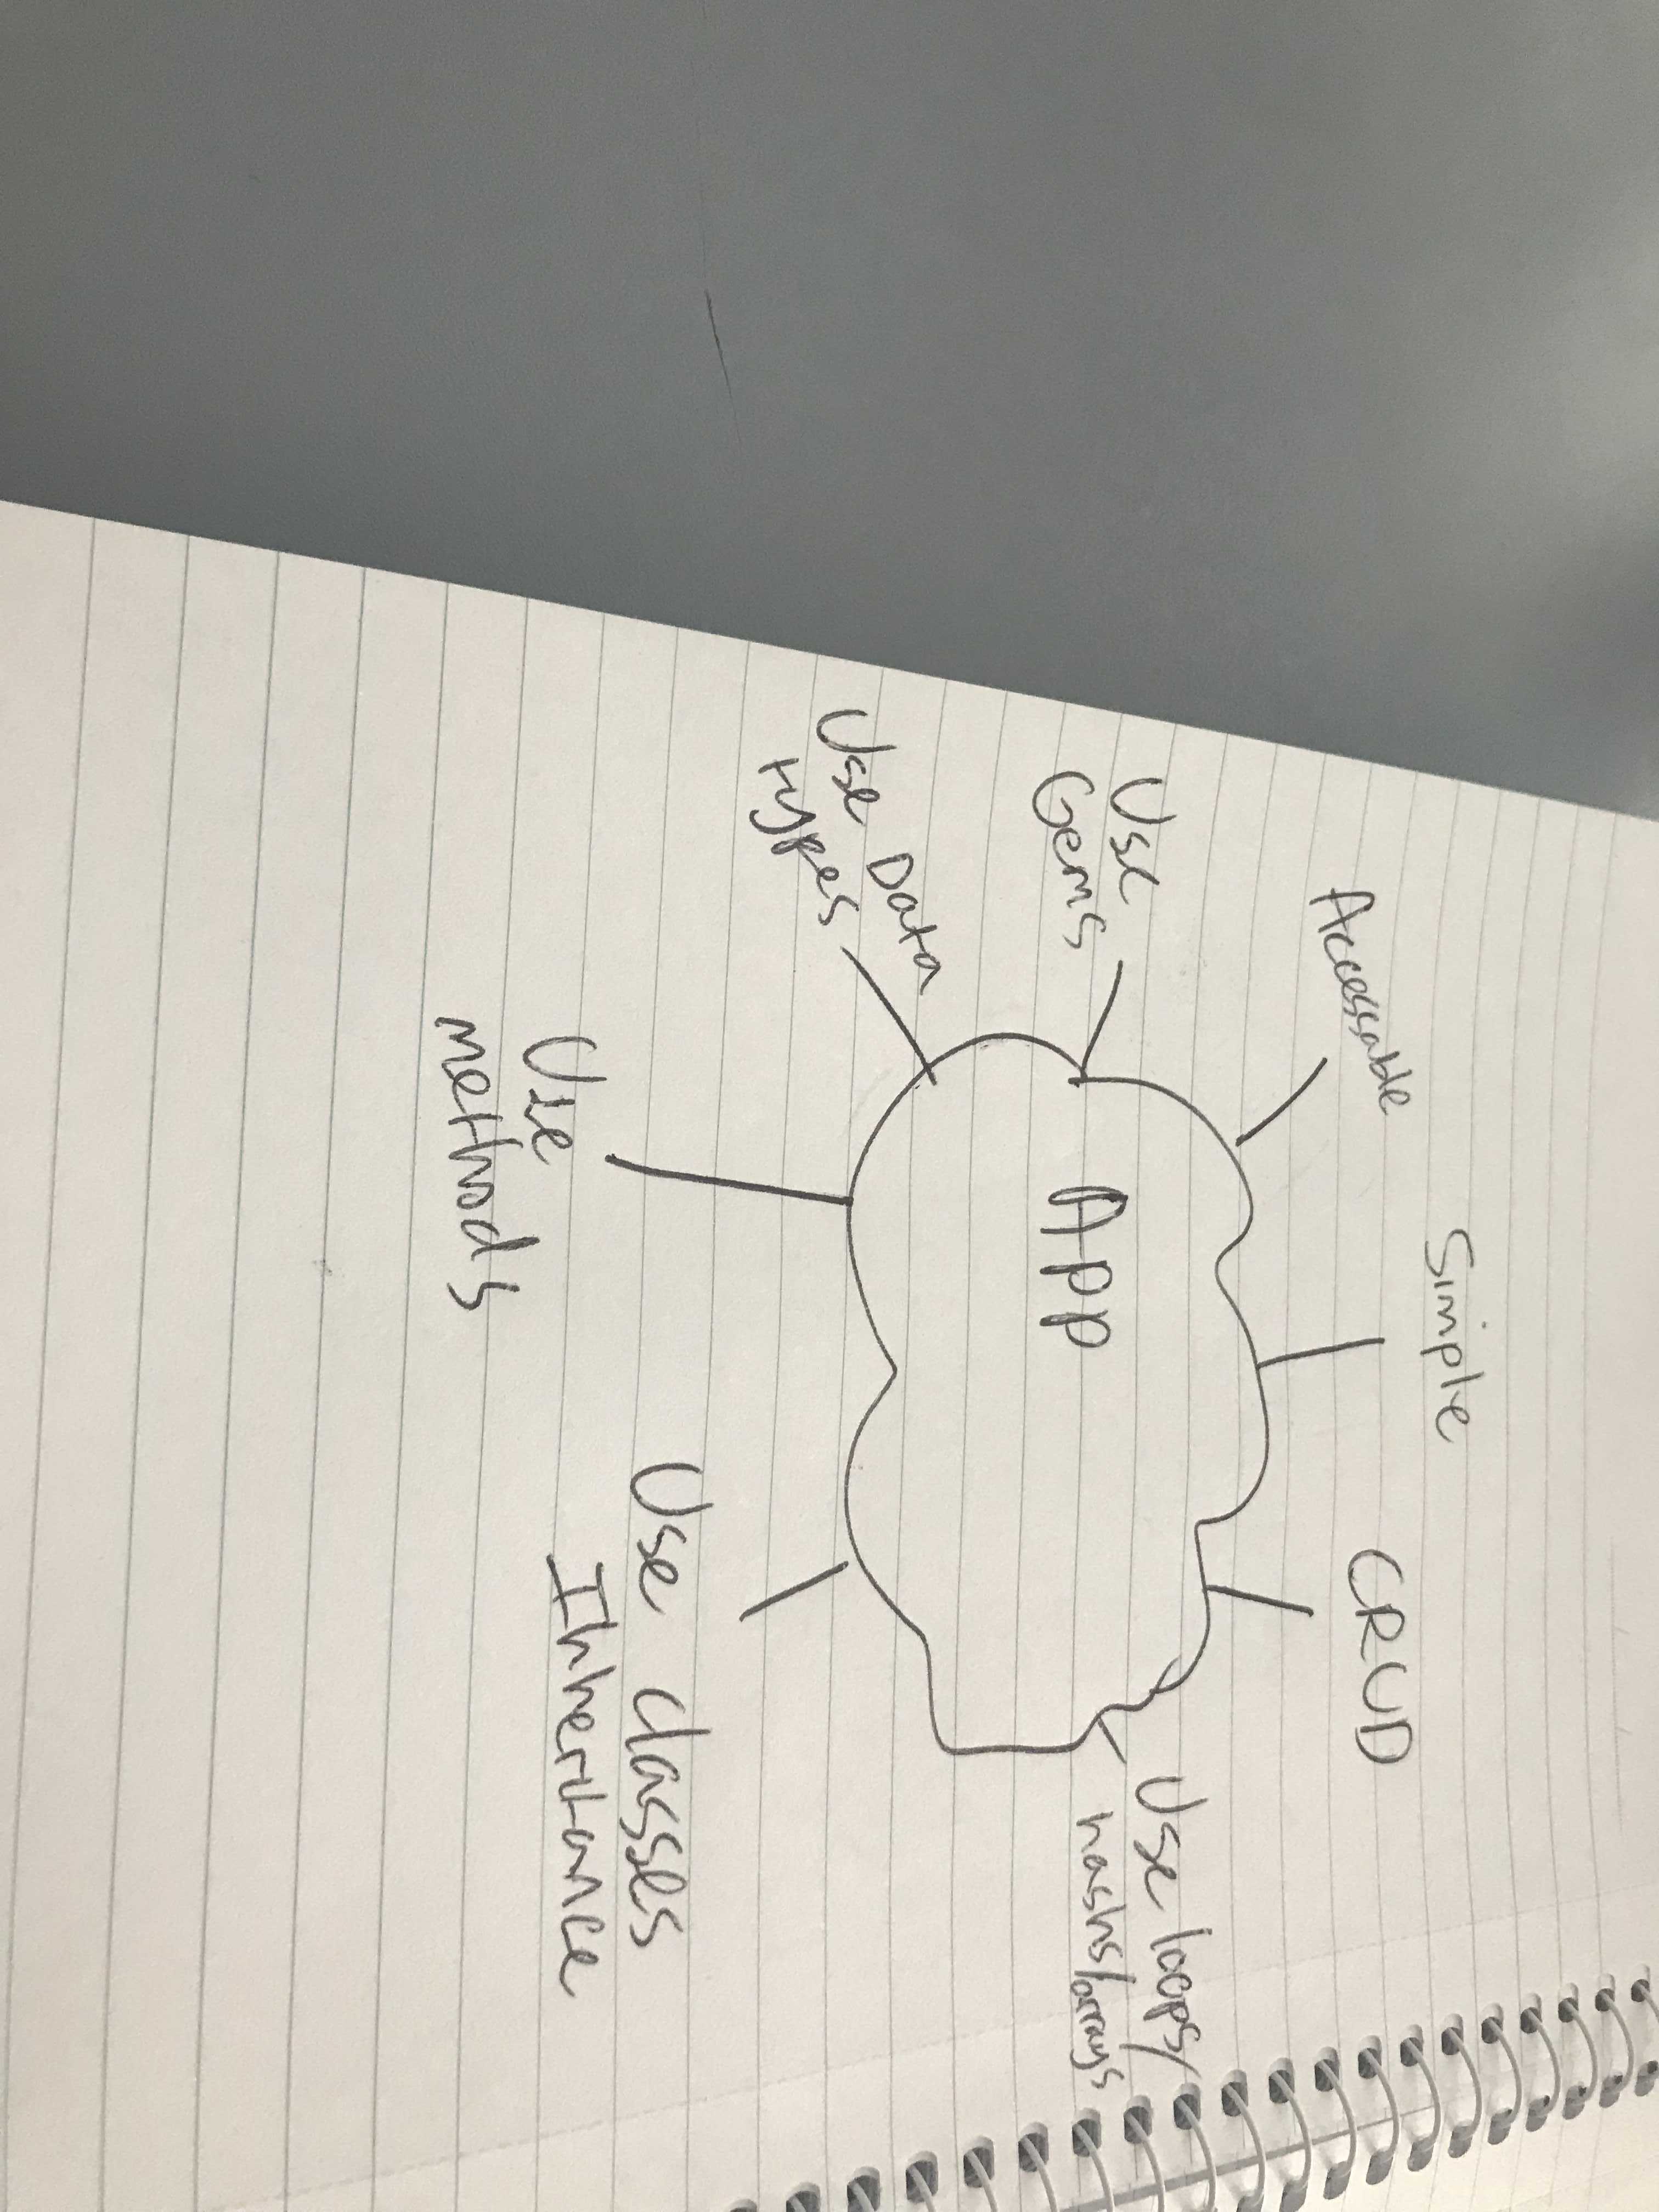 Simple
Accessable
CRUD
Use
Gems
App
Use loops/
hashs/arrays
Use Data
types
Use
methods
Use classes
Inheritance